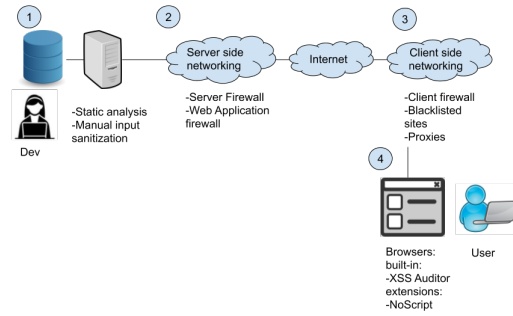 1
2
3
Server side
networking
Internet
Client side
networking
-Static analysis
-Manual input
sanitization
Dev
-Server Firewall
-Web Application
firewall
-Client firewall
-Blacklisted
sites
-Proxies
4
Browsers:
built-in:
-XSS Auditor
extensions:
-NoScript
User